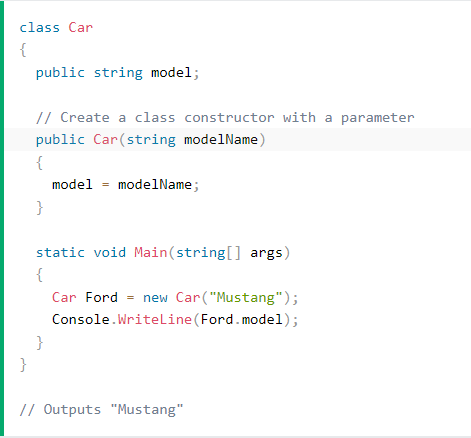 class Car
{
  public string model;

  // Create a class constructor with a parameter
  public Car(string modelName)
  {
    model = modelName;
  }

  static void Main(string[] args)
  {
    Car Ford = new Car("Mustang");
    Console.WriteLine(Ford.model);
  }
}

// Outputs "Mustang"